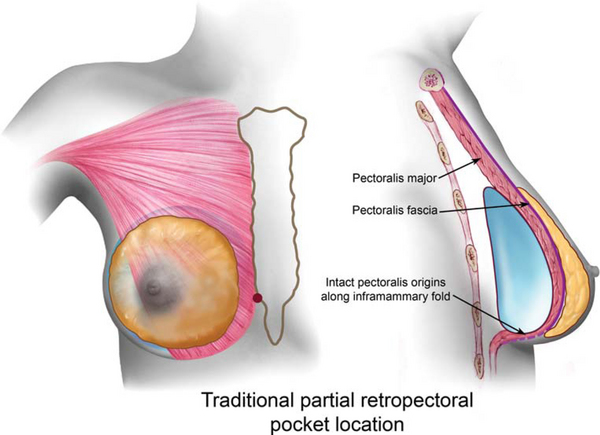 Pectoralis major
Pectoralis fascia
Intact pectoralis origins
along inframammary fold
Traditional partial retropectoral
pocket location